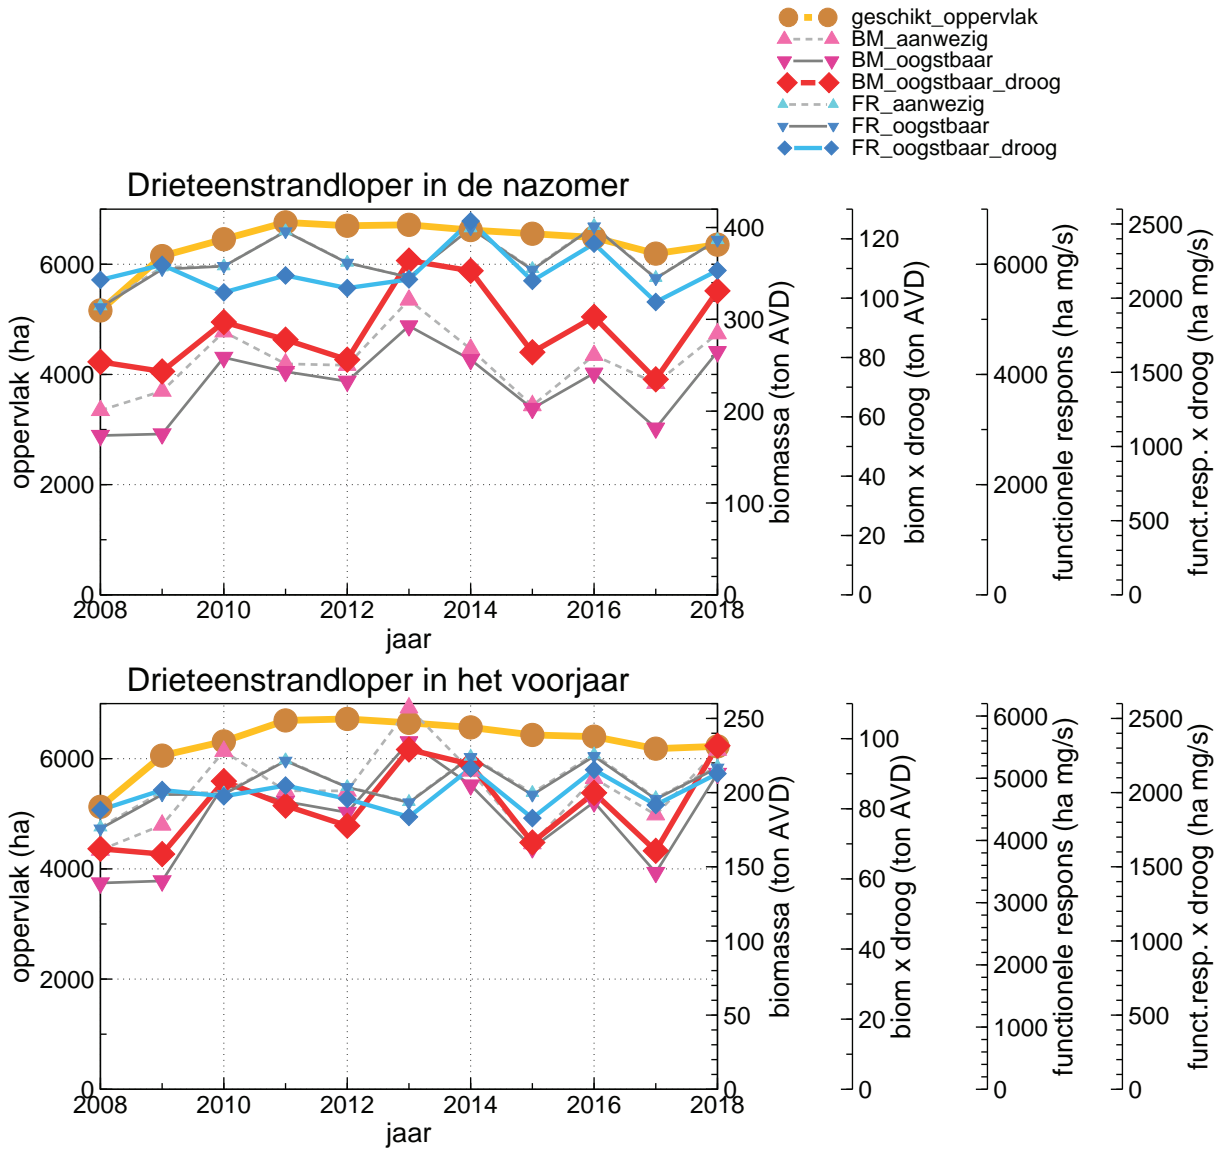 geschikt_oppervlak
BM_aanwezig
BM_oogstbaar
BM_oogstbaar_droog
FR_aanwezig
FR_oogstbaar
FR_oogstbaar_droog
Drieteenstrandloper in de nazomer
oppervlak (ha)
0
2000
4000
6000
2008 2010 2012 2014 2016 2018
jaar
biomassa (ton AVD)
0
100
200
300
400
biom x droog (ton AVD)
0
20
40
60
80
100
120
functionele respons (ha mg/s)
0
2000
4000
6000
funct.resp. x droog (ha mg/s)
0
500
1000
1500
2000
2500
Drieteenstrandloper in het voorjaar
oppervlak (ha)
0
2000
4000
6000
2008 2010 2012 2014 2016 2018
jaar
biomassa (ton AVD)
0
50
100
150
200
250
biom x droog (ton AVD)
0
20
40
60
80
100
functionele respons (ha mg/s)
0
1000
2000
3000
4000
5000
6000
funct.resp. x droog (ha mg/s)
0
500
1000
1500
2000
2500